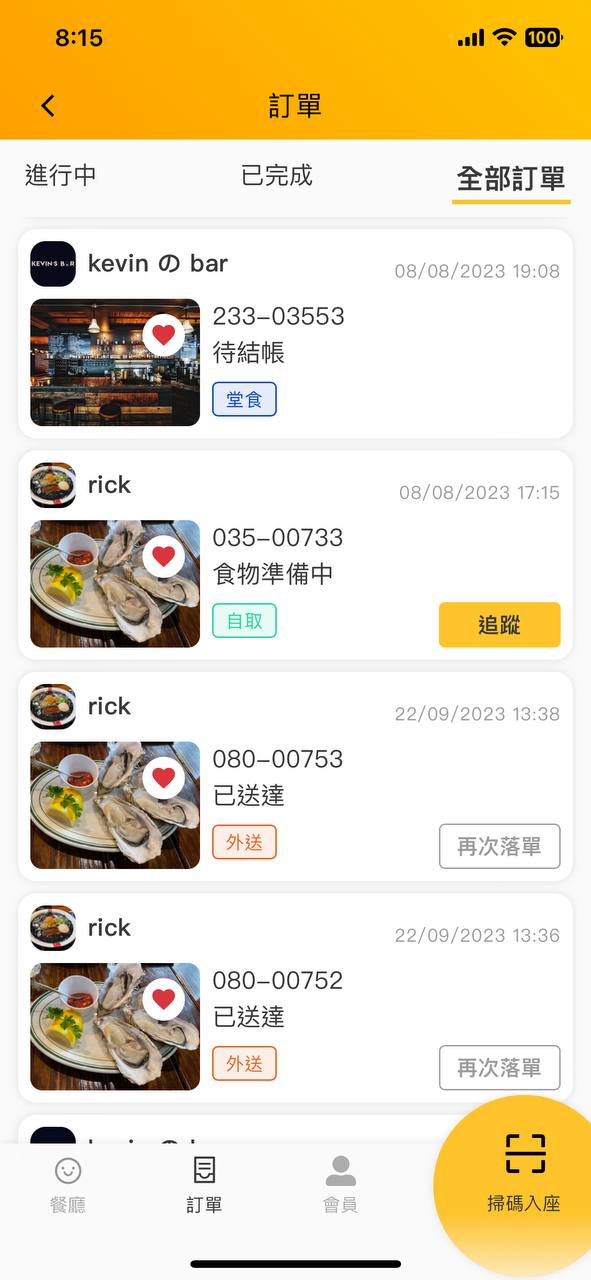 8:15
100
訂單
進行中
已完成
全部訂單
KEVIN'S BAR
kevin の bar
08/08/2023 19:08
233-03553
待結帳
堂食
rick
08/08/2023 17:15
035-00733
食物準備中
自取
追蹤
rick
22/09/2023 13:38
080-00753
已送達
外送
再次落單
rick
22/09/2023 13:36
080-00752
已送達
外送
再次落單
餐廳
訂單
會員
掃碼入座